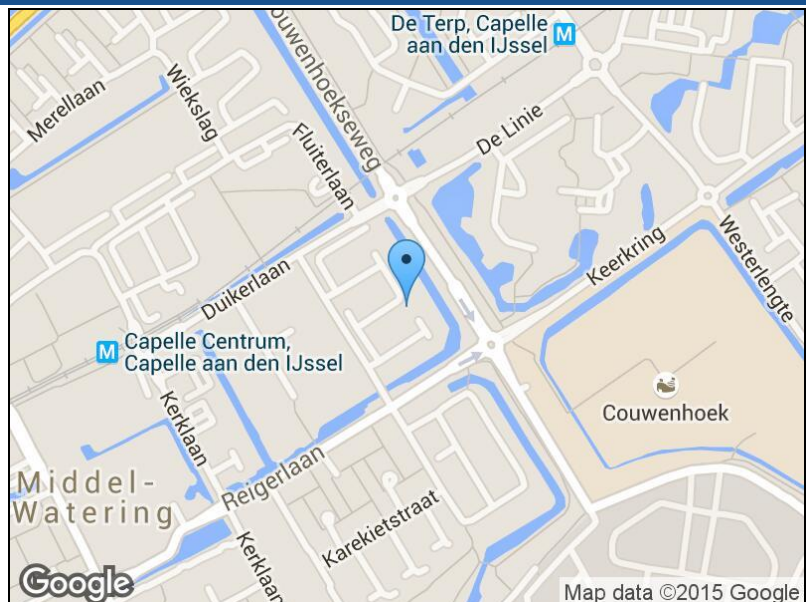 De Terp, Capelle
aan den IJssel
M
ouwenhoekseweg
Merellaan
Wiekslag
De Linie
Fluiterlaan
Westerlengte
Keerkring
Duikerlaan
M
Capelle Centrum,
Capelle aan den IJssel
Couwenhoek
Kerklaan
Reigerlaan
Middel-
Watering
Karekietstraat
Kerklaan
Google
Map data ©2015 Google